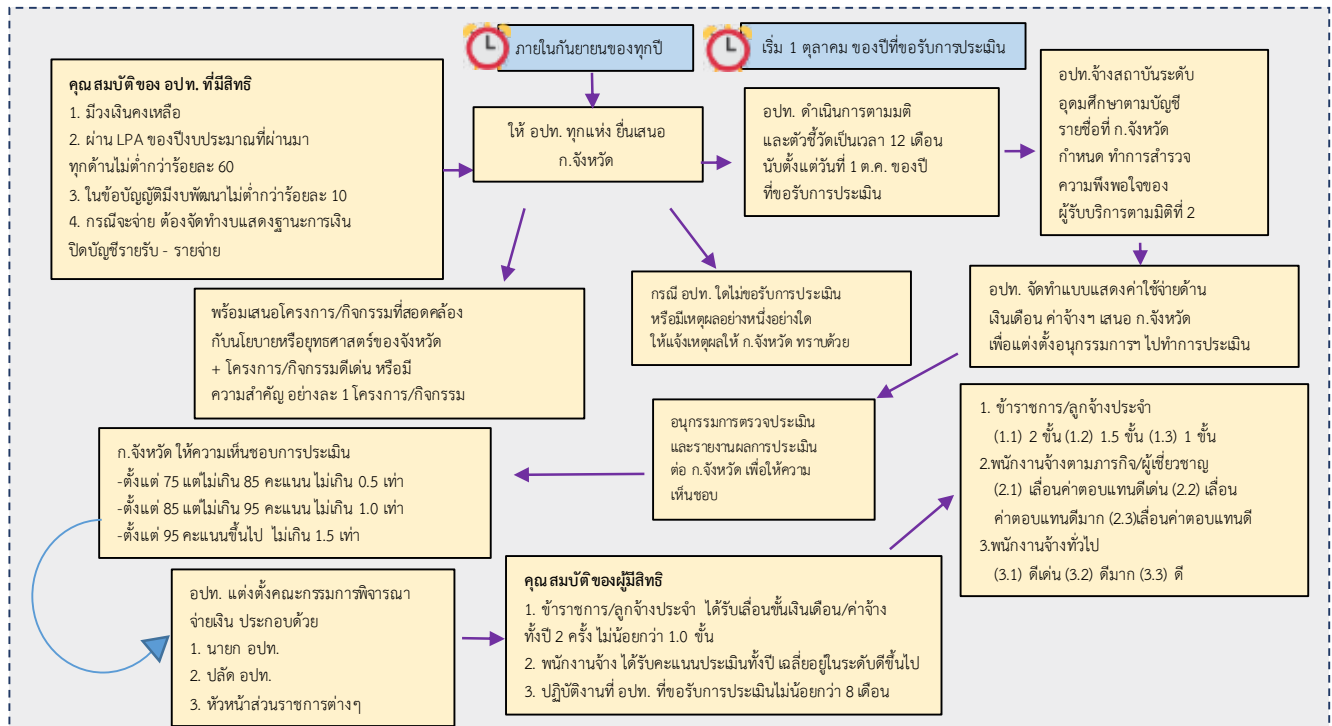 ภายในกันยายนของทุกปี
เริ่ม 1 ตุลาคม ของปีที่ขอรับการประเมิน
คุณสมบัติของ อปท. ที่มีสิทธิ
1. มีวงเงินคงเหลือ
2. ผ่าน LPA ของปีงบประมาณที่ผ่านมา
ทุกด้านไม่ต่ำกว่าร้อยละ 60
3. ในข้อบัญญัติมีงบพัฒนาไม่ต่ำกว่าร้อยละ 10
4. กรณีจะจ่าย ต้องจัดทำงบแสดงฐานะการเงิน
ปิดบัญชีรายรับ - รายจ่าย
ให้ อปท. ทุกแห่ง ยื่นเสนอ
ก.จังหวัด
อปท. ดำเนินการตามมติ
และตัวชี้วัดเป็นเวลา 12 เดือน
นับตั้งแต่วันที่ 1 ต.ค. ของปี
ที่ขอรับการประเมิน
อปท.จ้างสถาบันระดับ
อุดมศึกษาตามบัญชี
รายชื่อที่ ก.จังหวัด
กำหนด ทำการสำรวจ
ความพึงพอใจของ
ผู้รับบริการตามมิติที่ 2
พร้อมเสนอโครงการ/กิจกรรมที่สอดคล้อง
กับนโยบายหรือยุทธศาสตร์ของจังหวัด
+ โครงการ/กิจกรรมดีเด่น หรือมี
ความสำคัญ อย่างละ 1 โครงการ/กิจกรรม
กรณี อปท. ใดไม่ขอรับการประเมิน
หรือมีเหตุผลอย่างหนึ่งอย่างใด
ให้แจ้งเหตุผลให้ ก.จังหวัด ทราบด้วย
อปท. จัดทำแบบแสดงค่าใช้จ่ายด้าน
เงินเดือน ค่าจ้างฯ เสนอ ก.จังหวัด
เพื่อแต่งตั้งอนุกรรมการฯ ไปทำการประเมิน
อนุกรรมการตรวจประเมิน
และรายงานผลการประเมิน
ต่อ ก.จังหวัด เพื่อให้ความ
เห็นชอบ
ก.จังหวัด ให้ความเห็นชอบการประเมิน
-ตั้งแต่ 75 แต่ไม่เกิน 85 คะแนน ไม่เกิน 0.5 เท่า
-ตั้งแต่ 85 แต่ไม่เกิน 95 คะแนน ไม่เกิน 1.0 เท่า
-ตั้งแต่ 95 คะแนนขึ้นไป ไม่เกิน 1.5 เท่า
อปท. แต่งตั้งคณะกรรมการพิจารณา
จ่ายเงิน ประกอบด้วย
1. นายก อปท.
2. ปลัด อปท.
3. หัวหน้าส่วนราชการต่างๆ
คุณสมบัติของผู้มีสิทธิ
1. ข้าราชการ/ลูกจ้างประจำ ได้รับเลื่อนขั้นเงินเดือน/ค่าจ้าง
ทั้งปี 2 ครั้ง ไม่น้อยกว่า 1.0 ขั้น
2. พนักงานจ้าง ได้รับคะแนนประเมินทั้งปี เฉลี่ยอยู่ในระดับดีขึ้นไป
3. ปฏิบัติงานที่ อปท. ที่ขอรับการประเมินไม่น้อยกว่า 8 เดือน
1. ข้าราชการ/ลูกจ้างประจำ
(1.1) 2 ขั้น (1.2) 1.5 ขั้น (1.3) 1 ขั้น
2.พนักงานจ้างตามภารกิจ/ผู้เชี่ยวชาญ
(2.1) เลื่อนค่าตอบแทนดีเด่น (2.2) เลื่อน
ค่าตอบแทนดีมาก (2.3)เลื่อนค่าตอบแทนดี
3.พนักงานจ้างทั่วไป
(3.1) ดีเด่น (3.2) ดีมาก (3.3) ดี